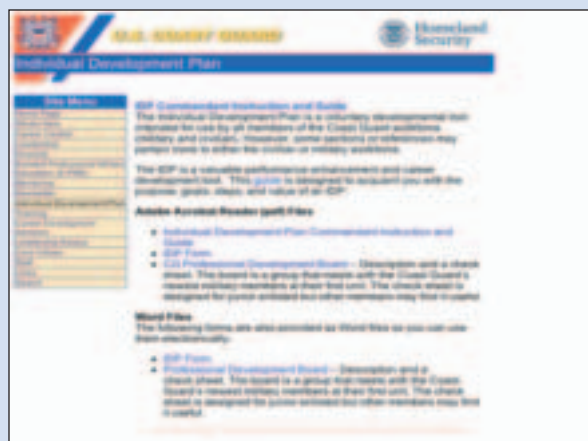 U.S. COAST GUARD
Homeland
Security
Individual Development Plan
Site Menu
IDP Commandant Instruction and Guide
The Individual Development Plan is a voluntary developmental tool
intended for use by all members of the Coast Guard workforce
(military and civilian). However, some portions or references may
pertain more to either the civilian or military workforce.
The IDP is a valuable performance enhancement and career
development tool. This guide is designed to acquaint you with the
purpose, goals, steps, and value of an IDP.
Adobe Acrobat Reader (pdf) Files
Individual Development Plan Commandant Instruction and
Guide
IDP Form
CG Professional Development Board - Description and a check
sheet. The board is a group that meets with the Coast Guard's
newest military members at their first unit. The check sheet is
designed for junior enlisted but other members may find it useful
Individual Development Plan
Training
Word Files
The following forms are also provided as Word files so you can use
them electronically:
IDP Form
Professional Development Board - Description and a
check sheet. The board is a group that meets with the Coast
Guard's newest military members at their first unit. The check
sheet is designed for junior enlisted but other members may find
it useful.